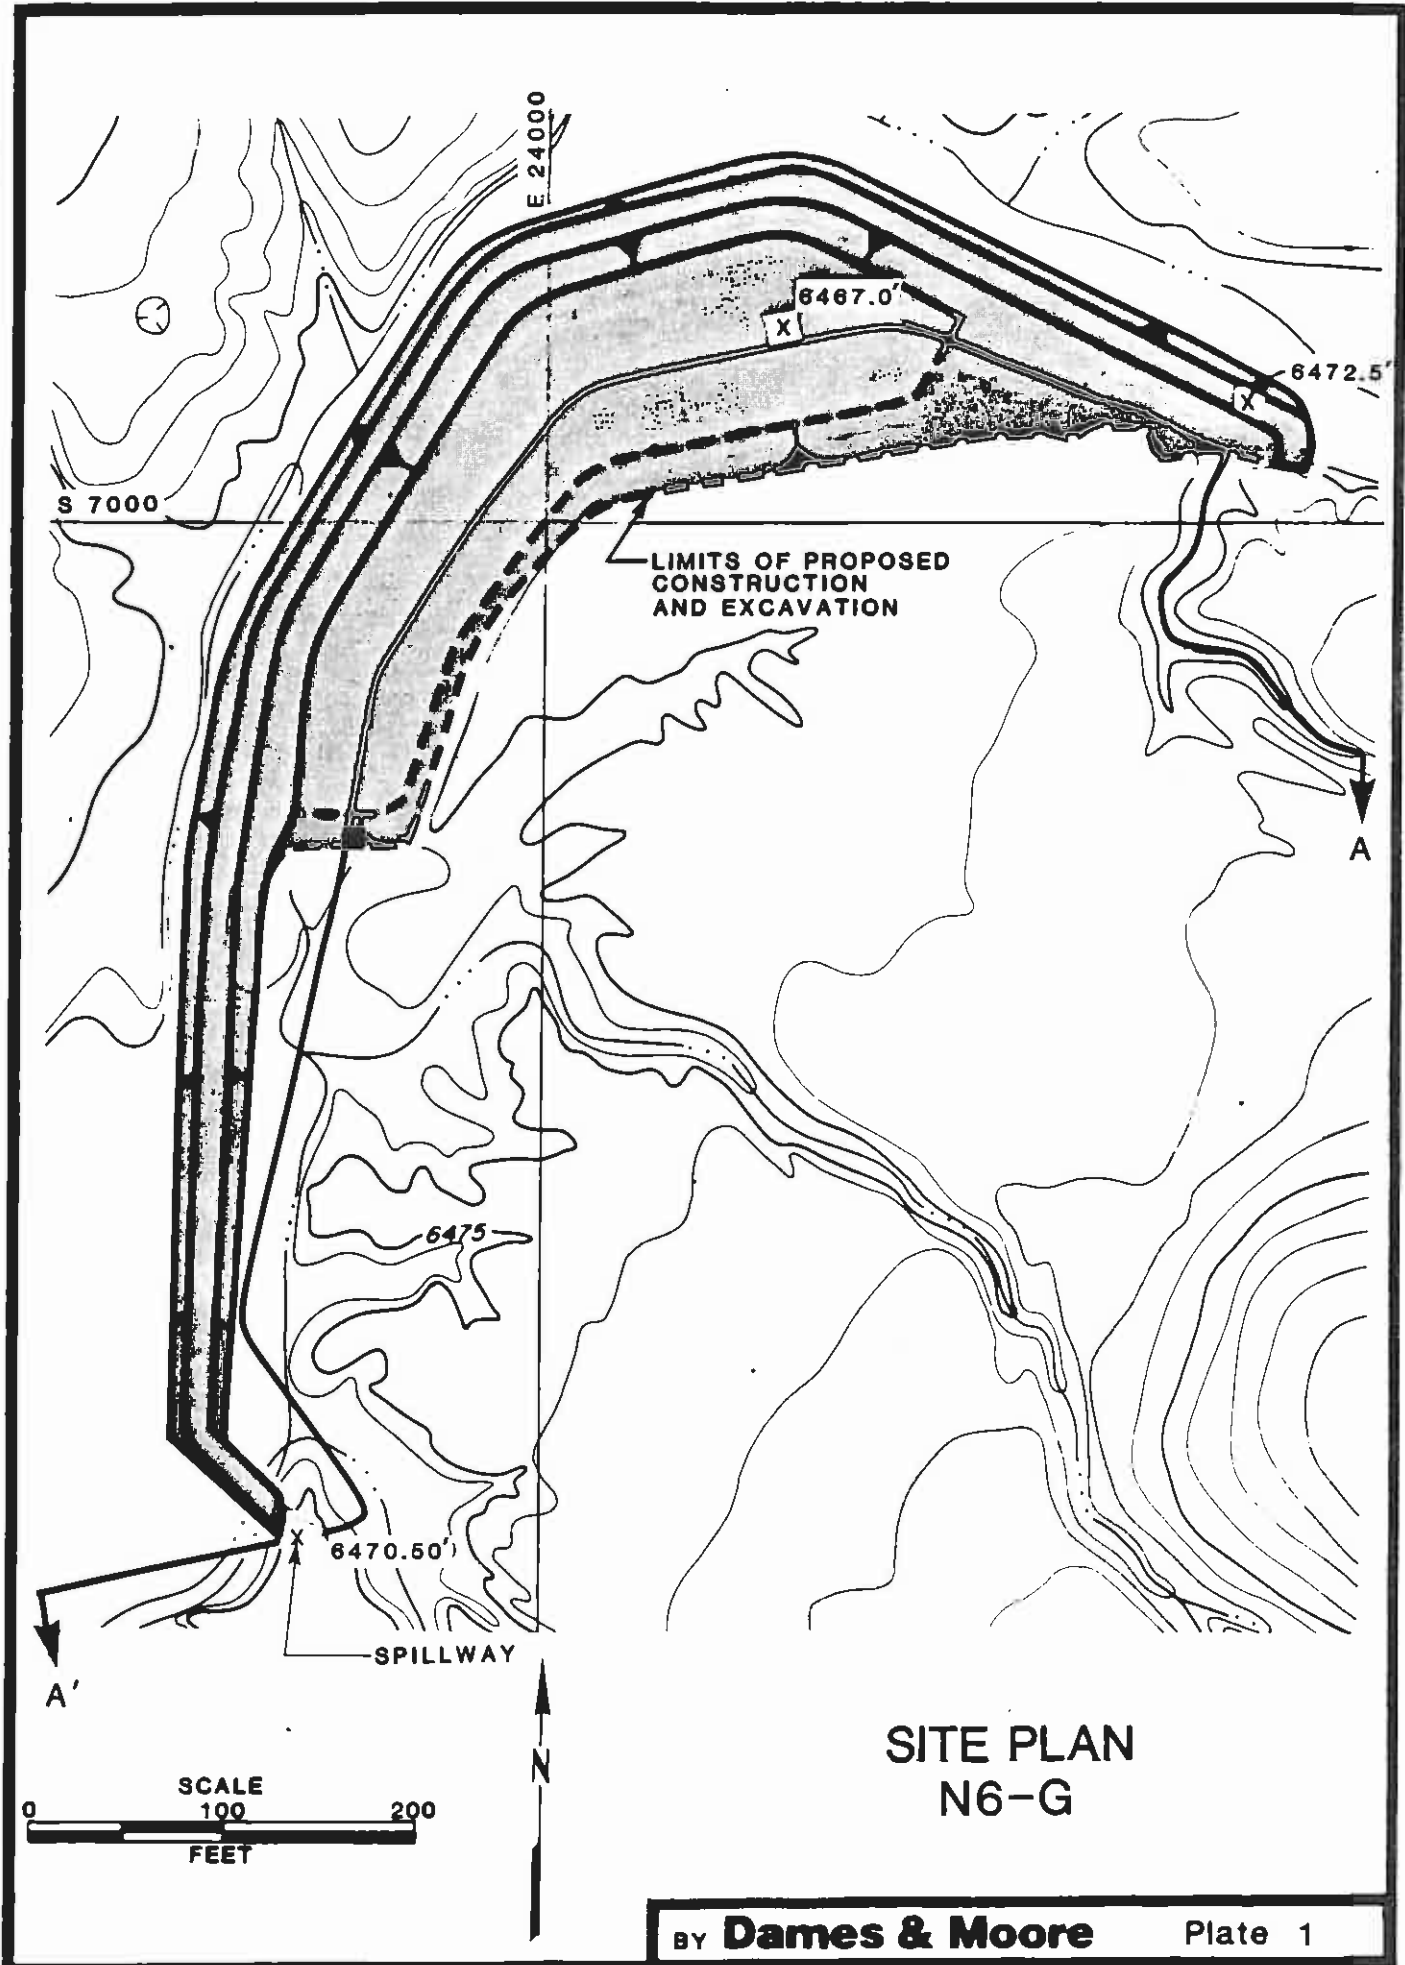 E 24000
6467.0'
X
6472.5'
X
S 7000
LIMITS OF PROPOSED
CONSTRUCTION
AND EXCAVATION
A
6475
X
6470.50'
SPILLWAY
A'
N
SITE PLAN
N6-G
SCALE
0 100 200
FEET
BY Dames & Moore Plate 1